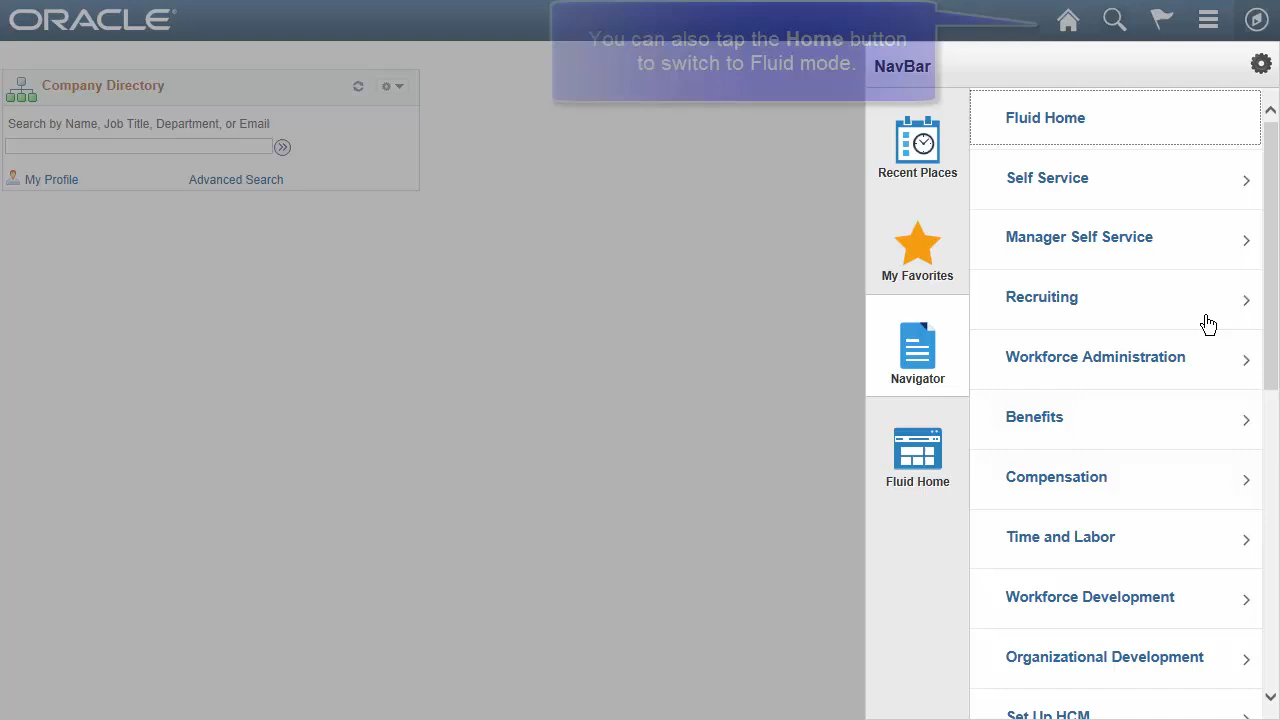 ORACLE
You can also tap the Home button
to switch to Fluid mode.
NavBar
Company Directory
Search by Name, Job Title, Department, or Email
My Profile
Advanced Search
Recent Places
My Favorites
Navigator
Fluid Home
Fluid Home
Self Service
Manager Self Service
Recruiting
Workforce Administration
Benefits
Compensation
Time and Labor
Workforce Development
Organizational Development
Set Up HCM